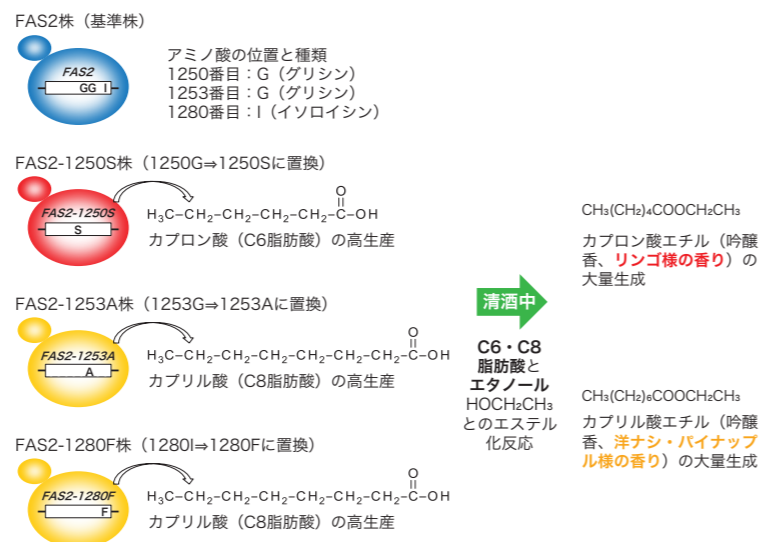 FAS2株（基準株）
FAS2
GG I
アミノ酸の位置と種類
1250番目：G（グリシン）
1253番目：G（グリシン）
1280番目：I（イソロイシン）
FAS2-1250S株（1250G⇒1250Sに置換）
FAS2-1250S
S
O
H₃C–CH₂–CH₂–CH₂–CH₂–C–OH
カプロン酸（C6脂肪酸）の高生産
FAS2-1253A株（1253G⇒1253Aに置換）
FAS2-1253A
A
O
H₃C–CH₂–CH₂–CH₂–CH₂–CH₂–CH₂–C–OH
カプリル酸（C8脂肪酸）の高生産
FAS2-1280F株（1280I⇒1280Fに置換）
FAS2-1280F
F
O
H₃C–CH₂–CH₂–CH₂–CH₂–CH₂–CH₂–C–OH
カプリル酸（C8脂肪酸）の高生産
清酒中
C6・C8
脂肪酸と
エタノール
HOCH₂CH₃
とのエステル
化反応
CH₃(CH₂)₄COOCH₂CH₃
カプロン酸エチル（吟醸
香、リンゴ様の香り）の
大量生成
CH₃(CH₂)₆COOCH₂CH₃
カプリル酸エチル（吟醸
香、洋ナシ・パイナップ
ル様の香り）の大量生成